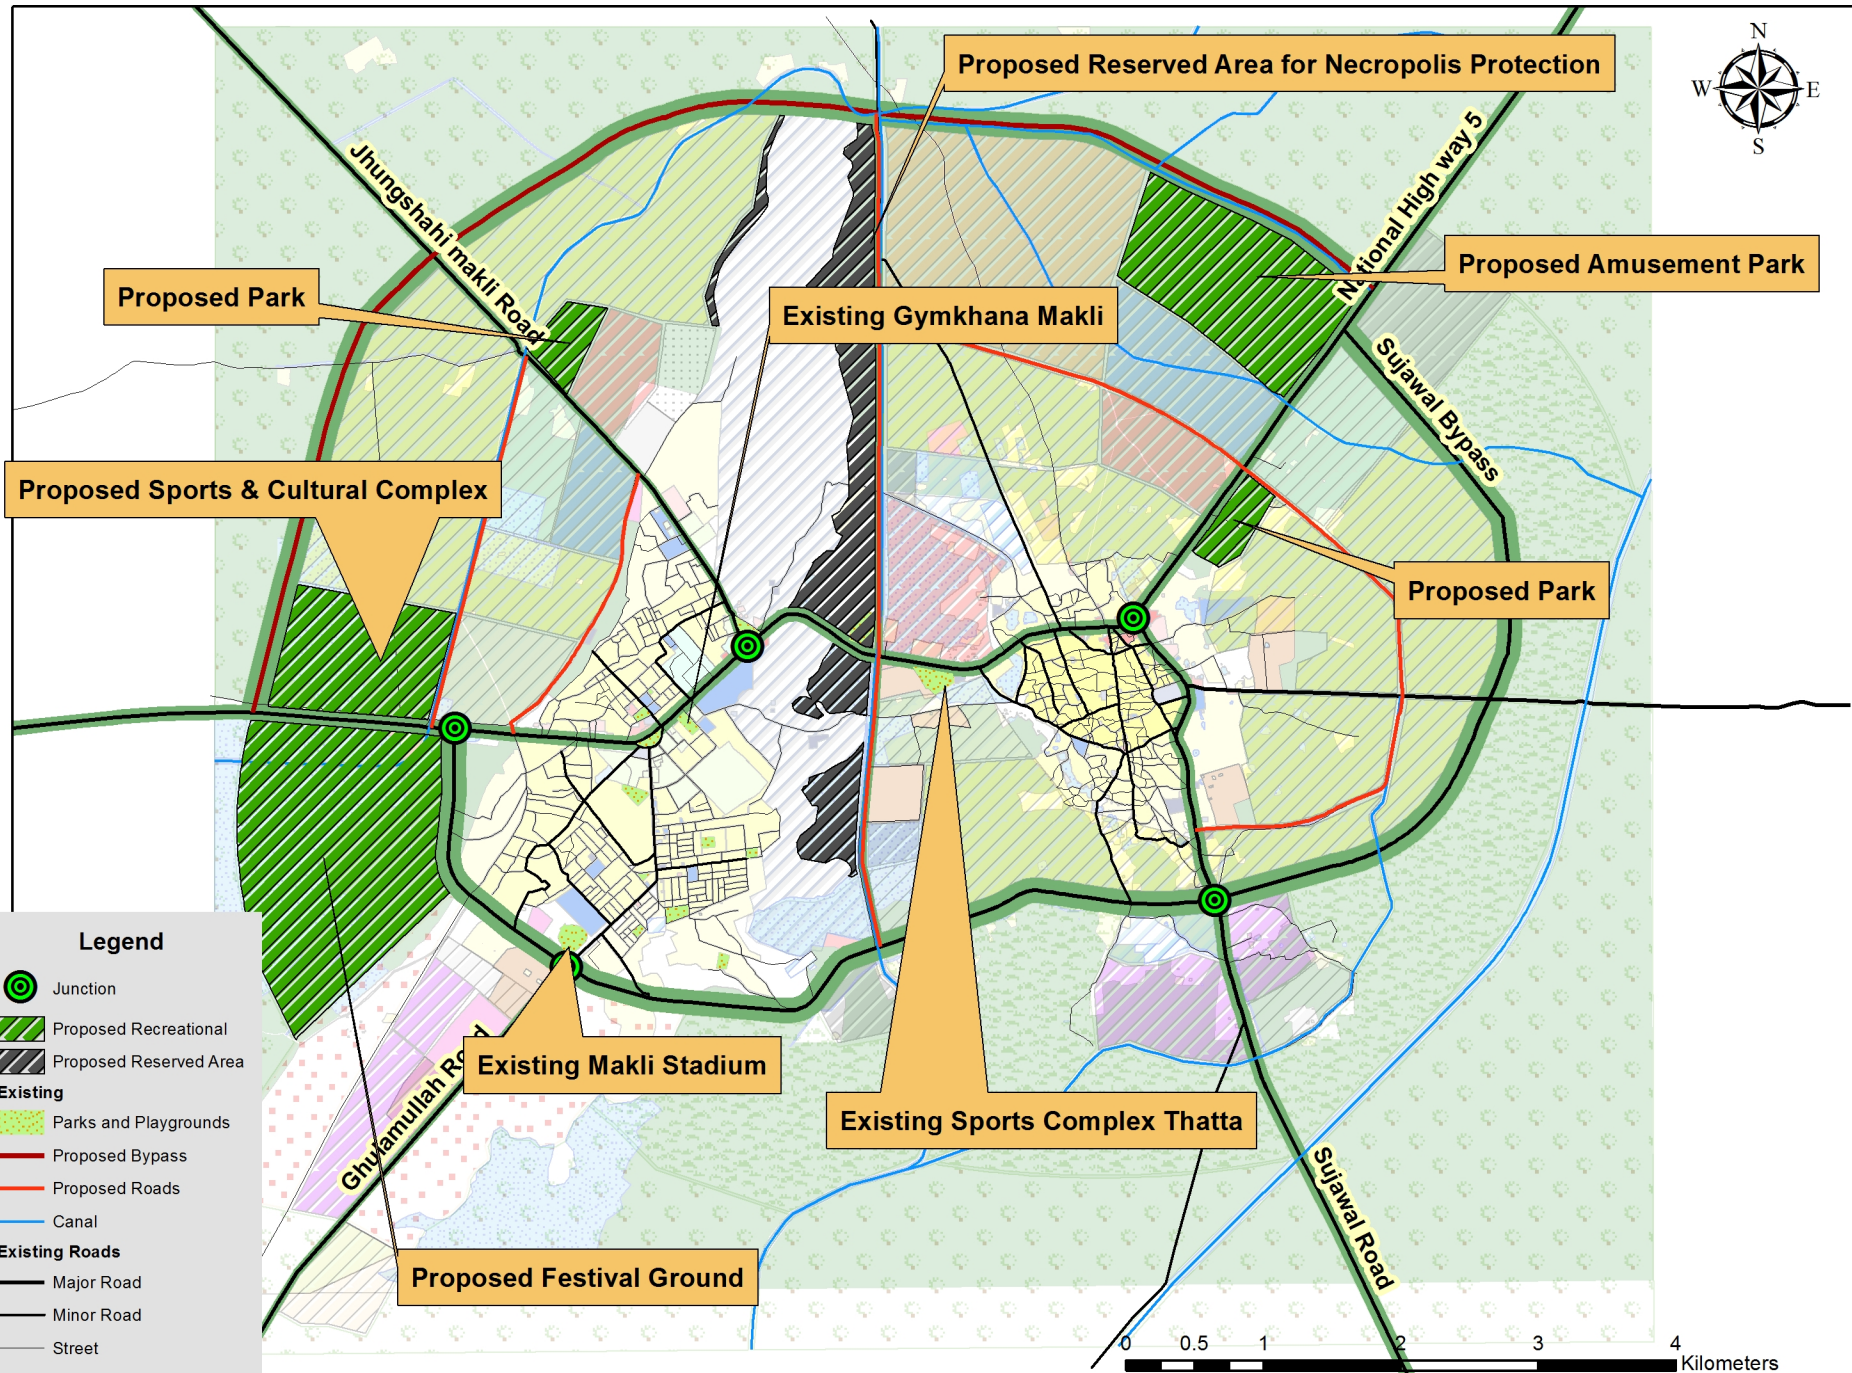 N
W E
S
Proposed Reserved Area for Necropolis Protection
Jhungshahi makli Road
National High way 5
Proposed Amusement Park
Proposed Park
Existing Gymkhana Makli
Sujawal Bypass
Proposed Sports & Cultural Complex
Proposed Park
Legend
Junction
Proposed Recreational
Proposed Reserved Area
Existing
Parks and Playgrounds
Proposed Bypass
Proposed Roads
Canal
Existing Roads
Major Road
Minor Road
Street
Ghulamullah Road
Existing Makli Stadium
Existing Sports Complex Thatta
Sujawal Road
Proposed Festival Ground
0 0.5 1 2 3 4
Kilometers